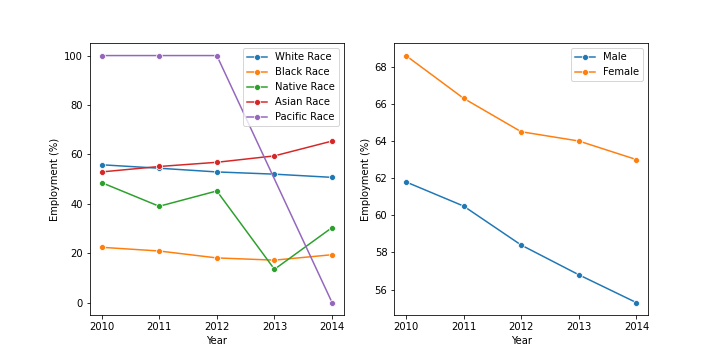 100
80
60
40
20
0
Employment (%)
2010 2011 2012 2013 2014
Year
White Race
Black Race
Native Race
Asian Race
Pacific Race
68
66
64
62
60
58
56
Employment (%)
2010 2011 2012 2013 2014
Year
Male
Female